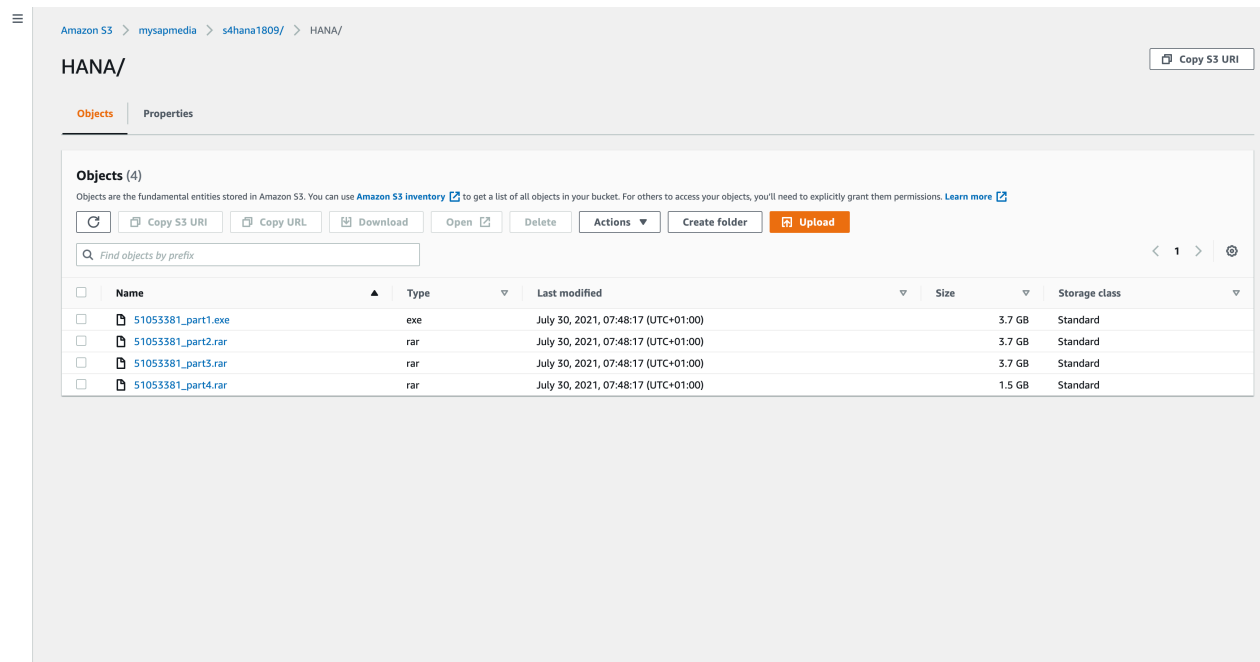 Amazon S3 > mysapmedia > s4hana1809/ > HANA/
HANA/
Copy S3 URI
Objects Properties
Objects (4)
Objects are the fundamental entities stored in Amazon S3. You can use Amazon S3 inventory to get a list of all objects in your bucket. For others to access your objects, you'll need to explicitly grant them permissions. Learn more
Copy S3 URI Copy URL Download Open Delete Actions Create folder Upload
Find objects by prefix
1
Name Type Last modified Size Storage class
51053381_part1.exe exe July 30, 2021, 07:48:17 (UTC+01:00) 3.7 GB Standard
51053381_part2.rar rar July 30, 2021, 07:48:17 (UTC+01:00) 3.7 GB Standard
51053381_part3.rar rar July 30, 2021, 07:48:17 (UTC+01:00) 3.7 GB Standard
51053381_part4.rar rar July 30, 2021, 07:48:17 (UTC+01:00) 1.5 GB Standard